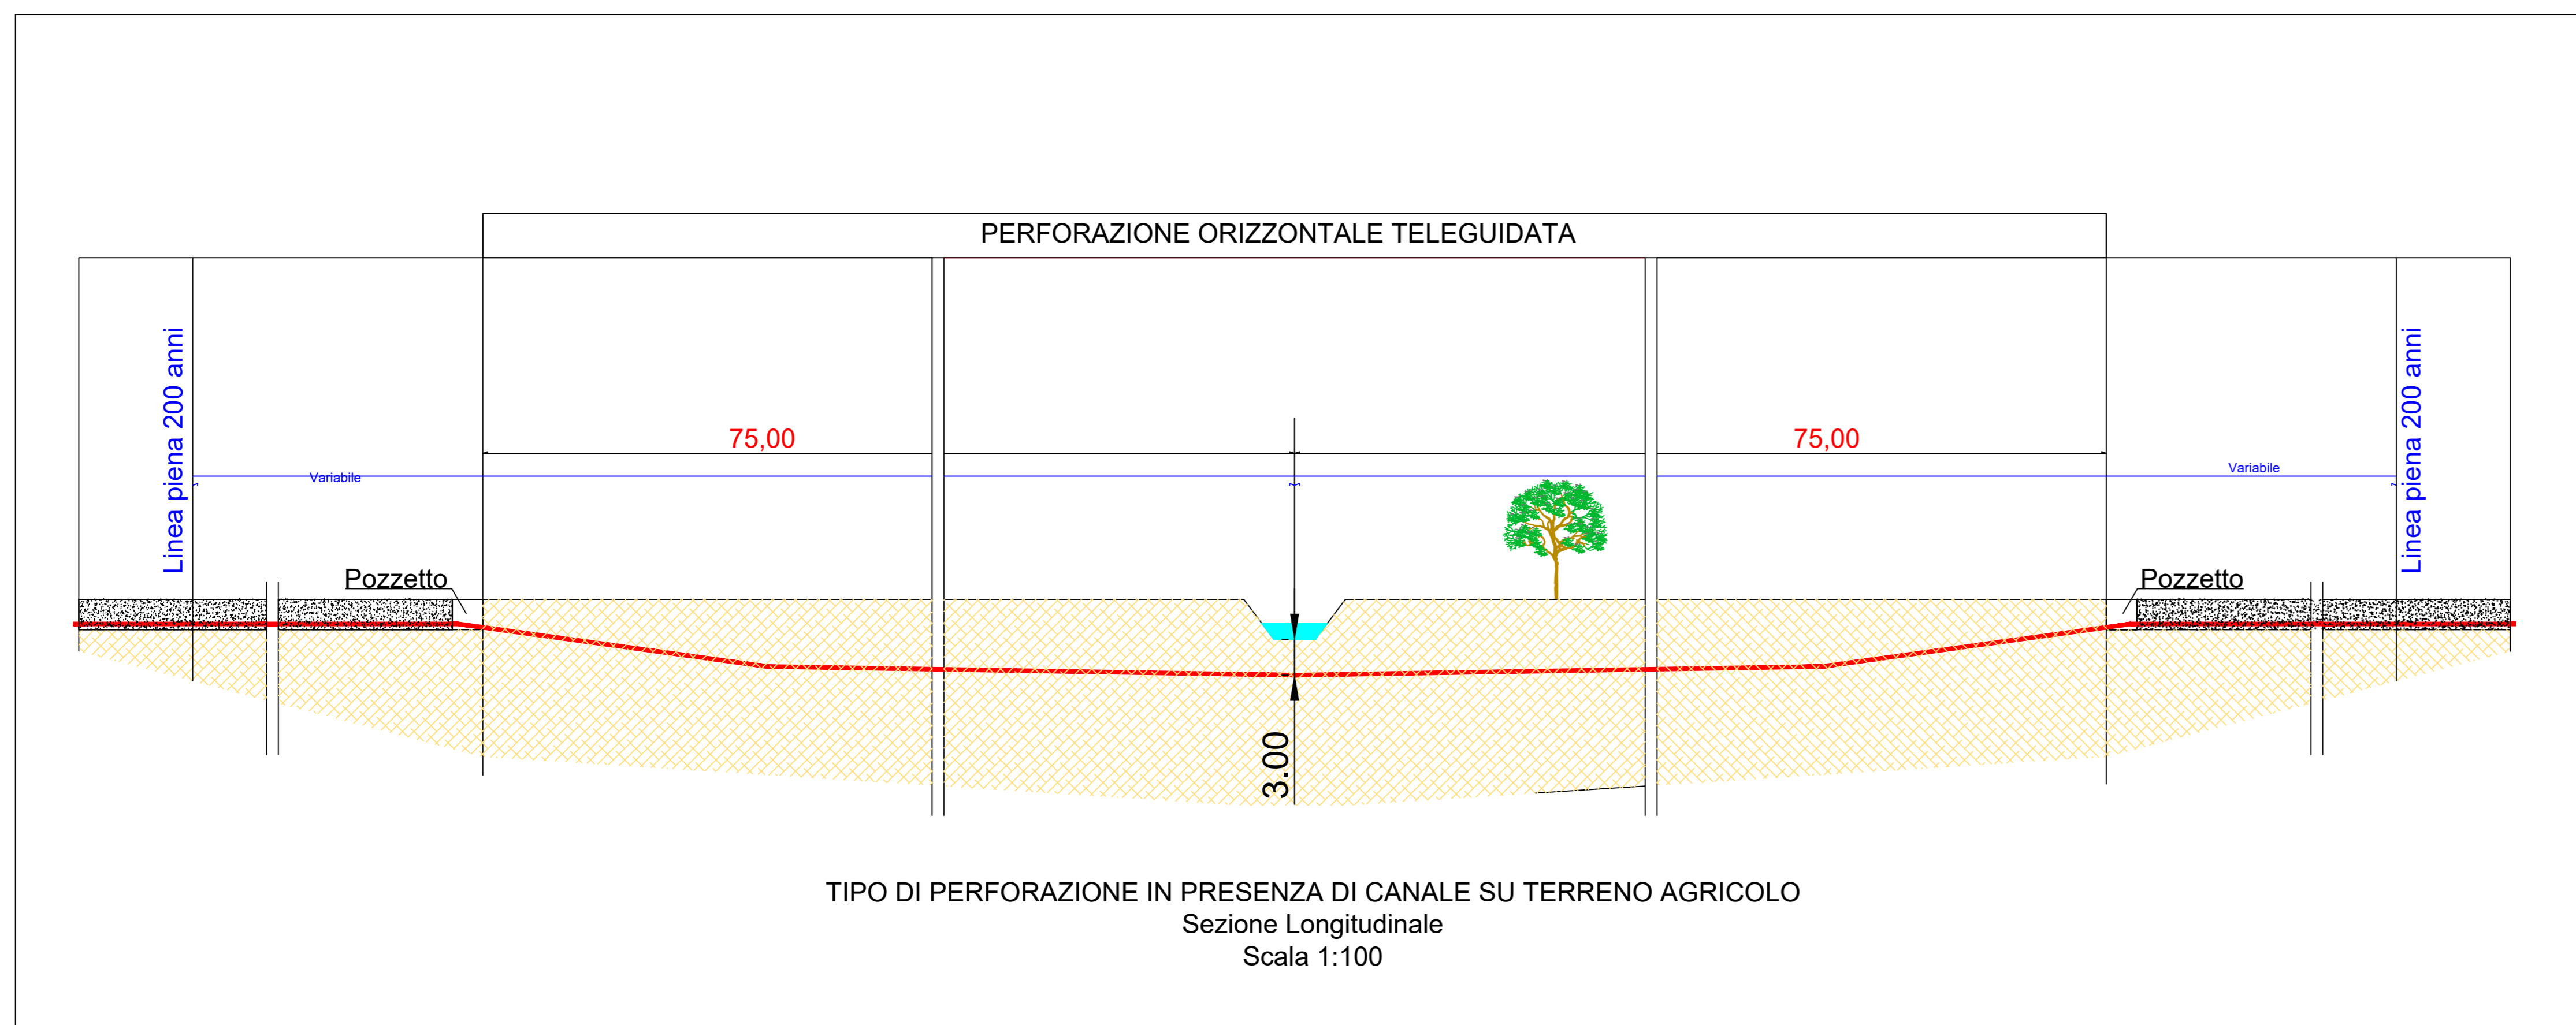 PERFORAZIONE ORIZZONTALE TELEGUIDATA
Linea piena 200 anni
Linea piena 200 anni
75,00
75,00
Variabile
Variabile
Pozzetto
Pozzetto
3.00
TIPO DI PERFORAZIONE IN PRESENZA DI CANALE SU TERRENO AGRICOLO
Sezione Longitudinale
Scala 1:100